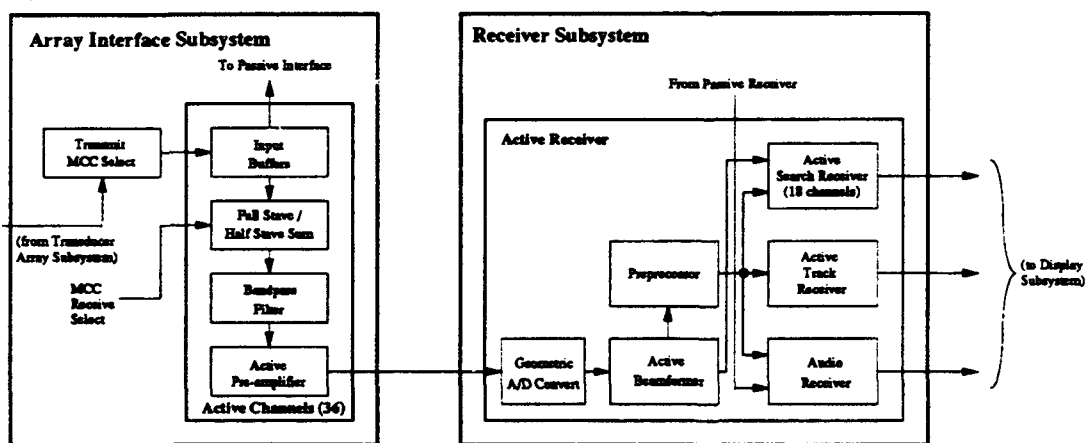 Array Interface Subsystem
To Passive Interface
Transmit
MCC Select
Input
Buffers
(from Transducer
Array Subsystem)
Full Stave /
Half Stave Sum
MCC
Receive
Select
Bandpass
Filter
Active
Pre-amplifier
Active Channels (36)
Receiver Subsystem
From Passive Receiver
Active Receiver
Active
Search Receiver
(18 channels)
Preprocessor
Active
Track
Receiver
(to Display
Subsystem)
Geometric
A/D Convert
Active
Beamformer
Audio
Receiver